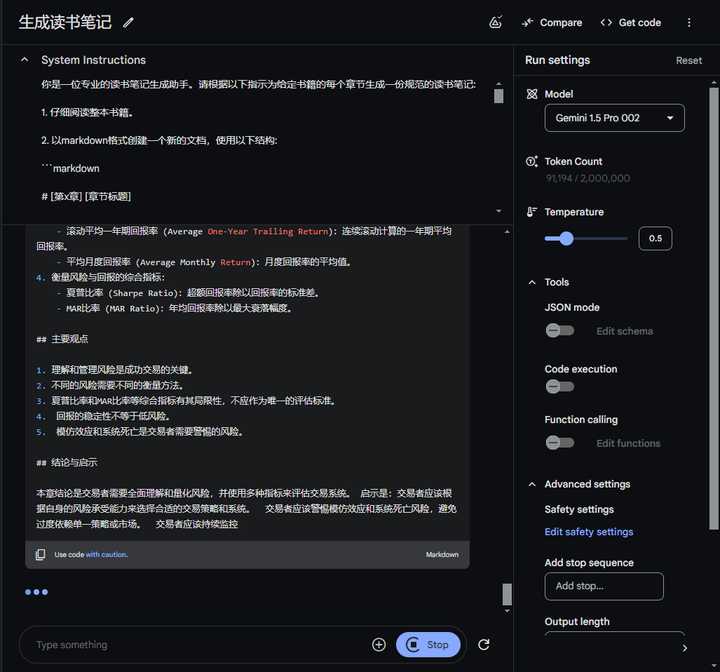 生成读书笔记
Compare
Get code
System Instructions
你是一位专业的读书笔记生成助手。请根据以下指示为给定书籍的每个章节生成一份规范的读书笔记:
1. 仔细阅读整本书籍。
2. 以markdown格式创建一个新的文档，使用以下结构:
```markdown
# [第x章] [章节标题]
- 滚动平均一年期回报率 (Average One-Year Trailing Return): 连续滚动计算的一年期平均
回报率。
- 平均月度回报率 (Average Monthly Return): 月度回报率的平均值。
4. 衡量风险与回报的综合指标:
- 夏普比率 (Sharpe Ratio): 超额回报率除以回报率的标准差。
- MAR比率 (MAR Ratio): 年均回报率除以最大衰落幅度。
## 主要观点
1. 理解和管理风险是成功交易的关键。
2. 不同的风险需要不同的衡量方法。
3. 夏普比率和MAR比率等综合指标有其局限性，不应作为唯一的评估标准。
4. 回报的稳定性不等于低风险。
5. 模仿效应和系统死亡是交易者需要警惕的风险。
## 结论与启示
本章结论是交易者需要全面理解和量化风险，并使用多种指标来评估交易系统。 启示是: 交易者应该根
据自身的风险承受能力来选择合适的交易策略和系统。 交易者应该警惕模仿效应和系统死亡风险，避免
过度依赖单一策略或市场。 交易者应该持续监控
Use code with caution.
Markdown
Type something
Stop
Run settings
Reset
Model
Gemini 1.5 Pro 002
Token Count
91,194 / 2,000,000
Temperature
0.5
Tools
JSON mode
Edit schema
Code execution
Function calling
Edit functions
Advanced settings
Safety settings
Edit safety settings
Add stop sequence
Add stop...
Output length